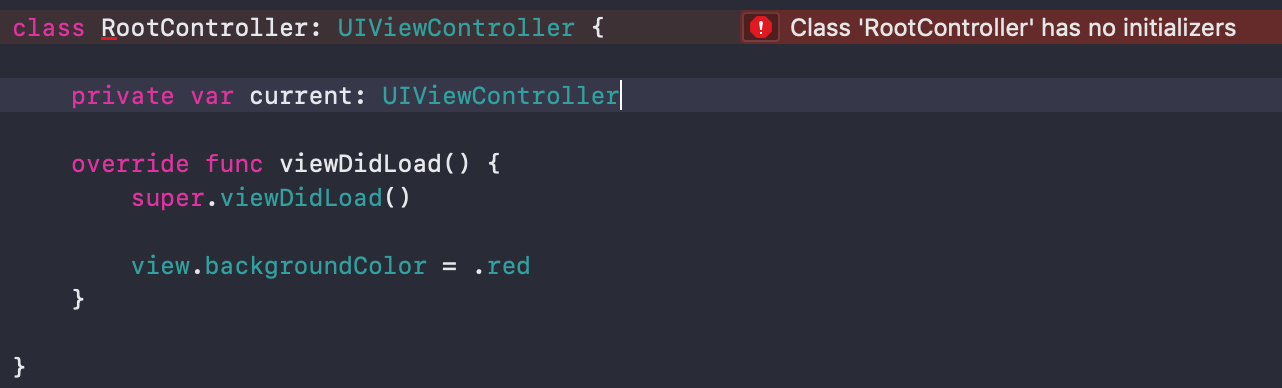 class RootController: UIViewController { Class 'RootController' has no initializers
private var current: UIViewController
override func viewDidLoad() {
super.viewDidLoad()
view.backgroundColor = .red
}
}